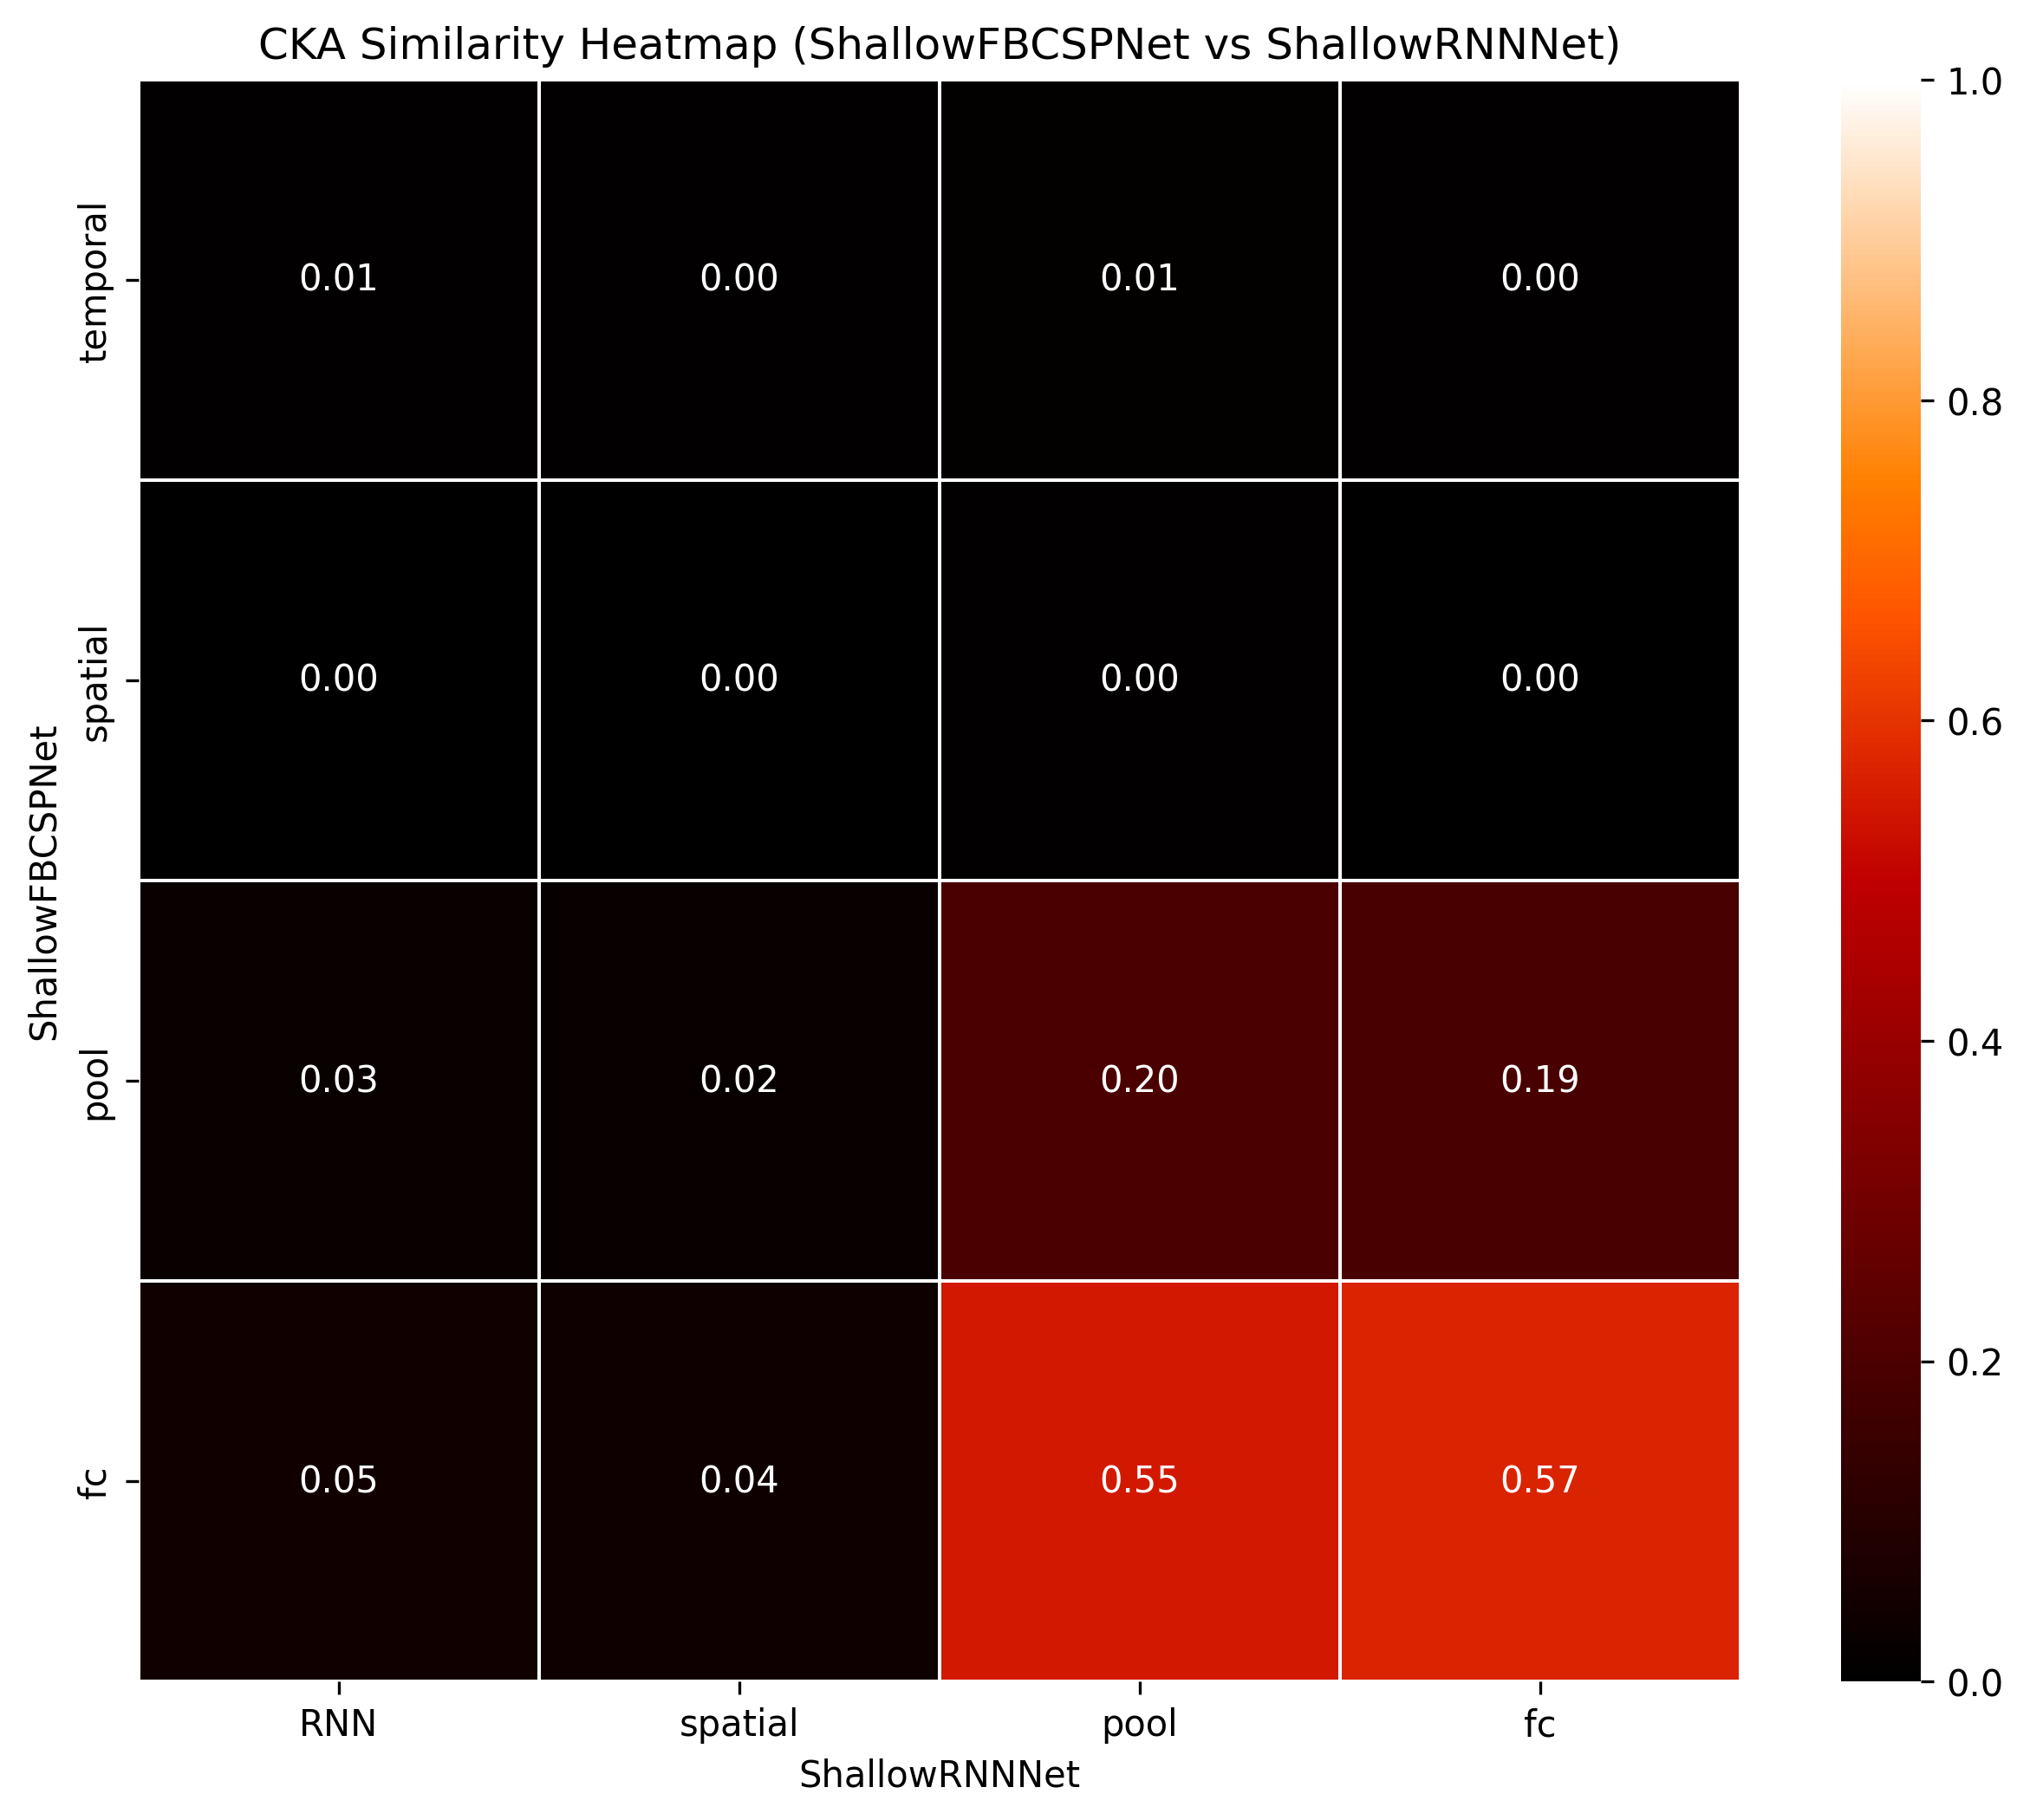 CKA Similarity Heatmap (ShallowFBCSPNet vs ShallowRNNNet)
ShallowFBCSPNet
temporal
0.01 0.00 0.01 0.00
spatial
0.00 0.00 0.00 0.00
pool
0.03 0.02 0.20 0.19
fc
0.05 0.04 0.55 0.57
RNN spatial pool fc
ShallowRNNNet
1.0
0.8
0.6
0.4
0.2
0.0